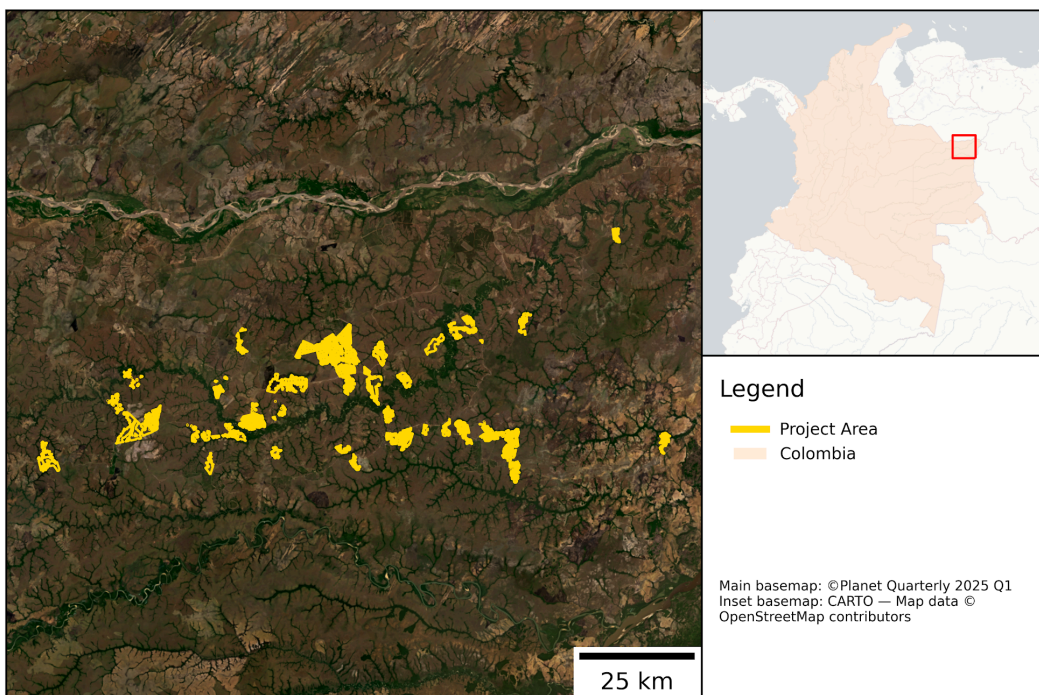 25 km
Legend
Project Area
Colombia
Main basemap: ©Planet Quarterly 2025 Q1
Inset basemap: CARTO — Map data ©
OpenStreetMap contributors